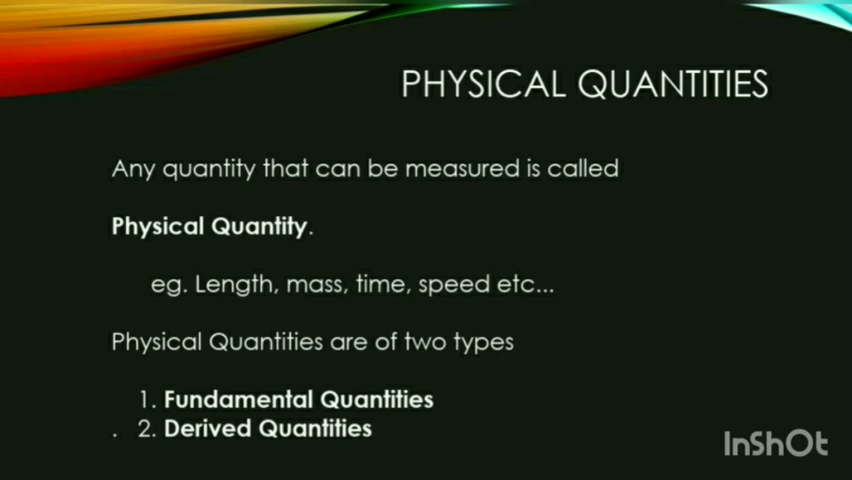 PHYSICAL QUANTITIES
Any quantity that can be measured is called
Physical Quantity.
eg. Length, mass, time, speed etc...
Physical Quantities are of two types
1. Fundamental Quantities
. 2. Derived Quantities
InShOt